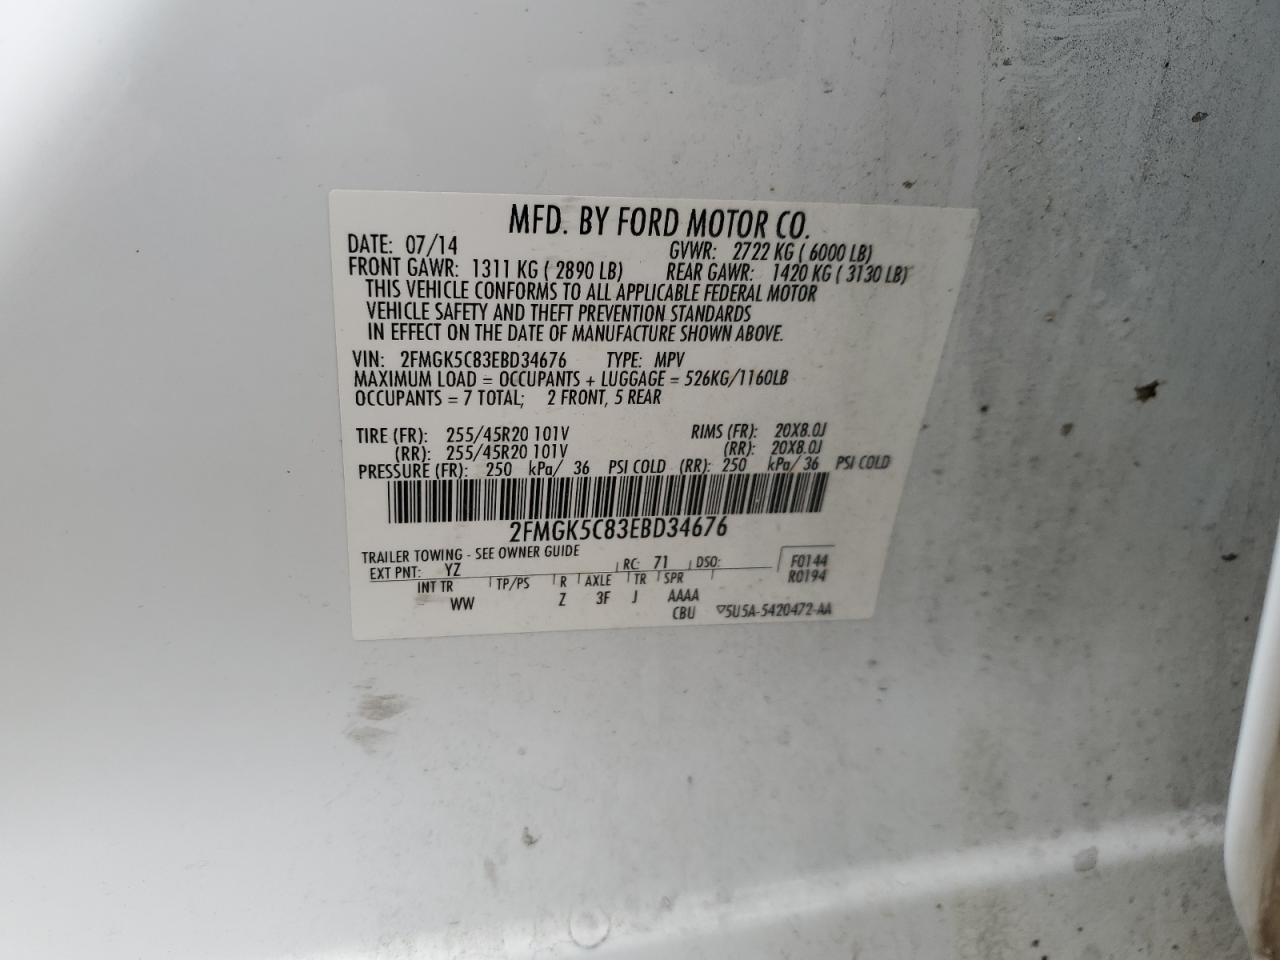 MFD. BY FORD MOTOR CO.
DATE: 07/14 GVWR: 2722 KG ( 6000 LB)
FRONT GAWR: 1311 KG ( 2890 LB) REAR GAWR: 1420 KG ( 3130 LB)
THIS VEHICLE CONFORMS TO ALL APPLICABLE FEDERAL MOTOR
VEHICLE SAFETY AND THEFT PREVENTION STANDARDS
IN EFFECT ON THE DATE OF MANUFACTURE SHOWN ABOVE.
VIN: 2FMGK5C83EBD34676 TYPE: MPV
MAXIMUM LOAD = OCCUPANTS + LUGGAGE = 526KG/1160LB
OCCUPANTS = 7 TOTAL; 2 FRONT, 5 REAR
TIRE (FR): 255/45R20 101V RIMS (FR): 20X8.0J
(RR): 255/45R20 101V (RR): 20X8.0J
PRESSURE (FR): 250 kPa/ 36 PSI COLD (RR): 250 kPa/ 36 PSI COLD
2FMGK5C83EBD34676
TRAILER TOWING - SEE OWNER GUIDE
EXT PNT: YZ RC: 71 DSO: F0144
R0194
INT TR TP/PS R AXLE TR SPR
WW Z 3F J AAAA
CBU ▽5U5A-5420472-AA